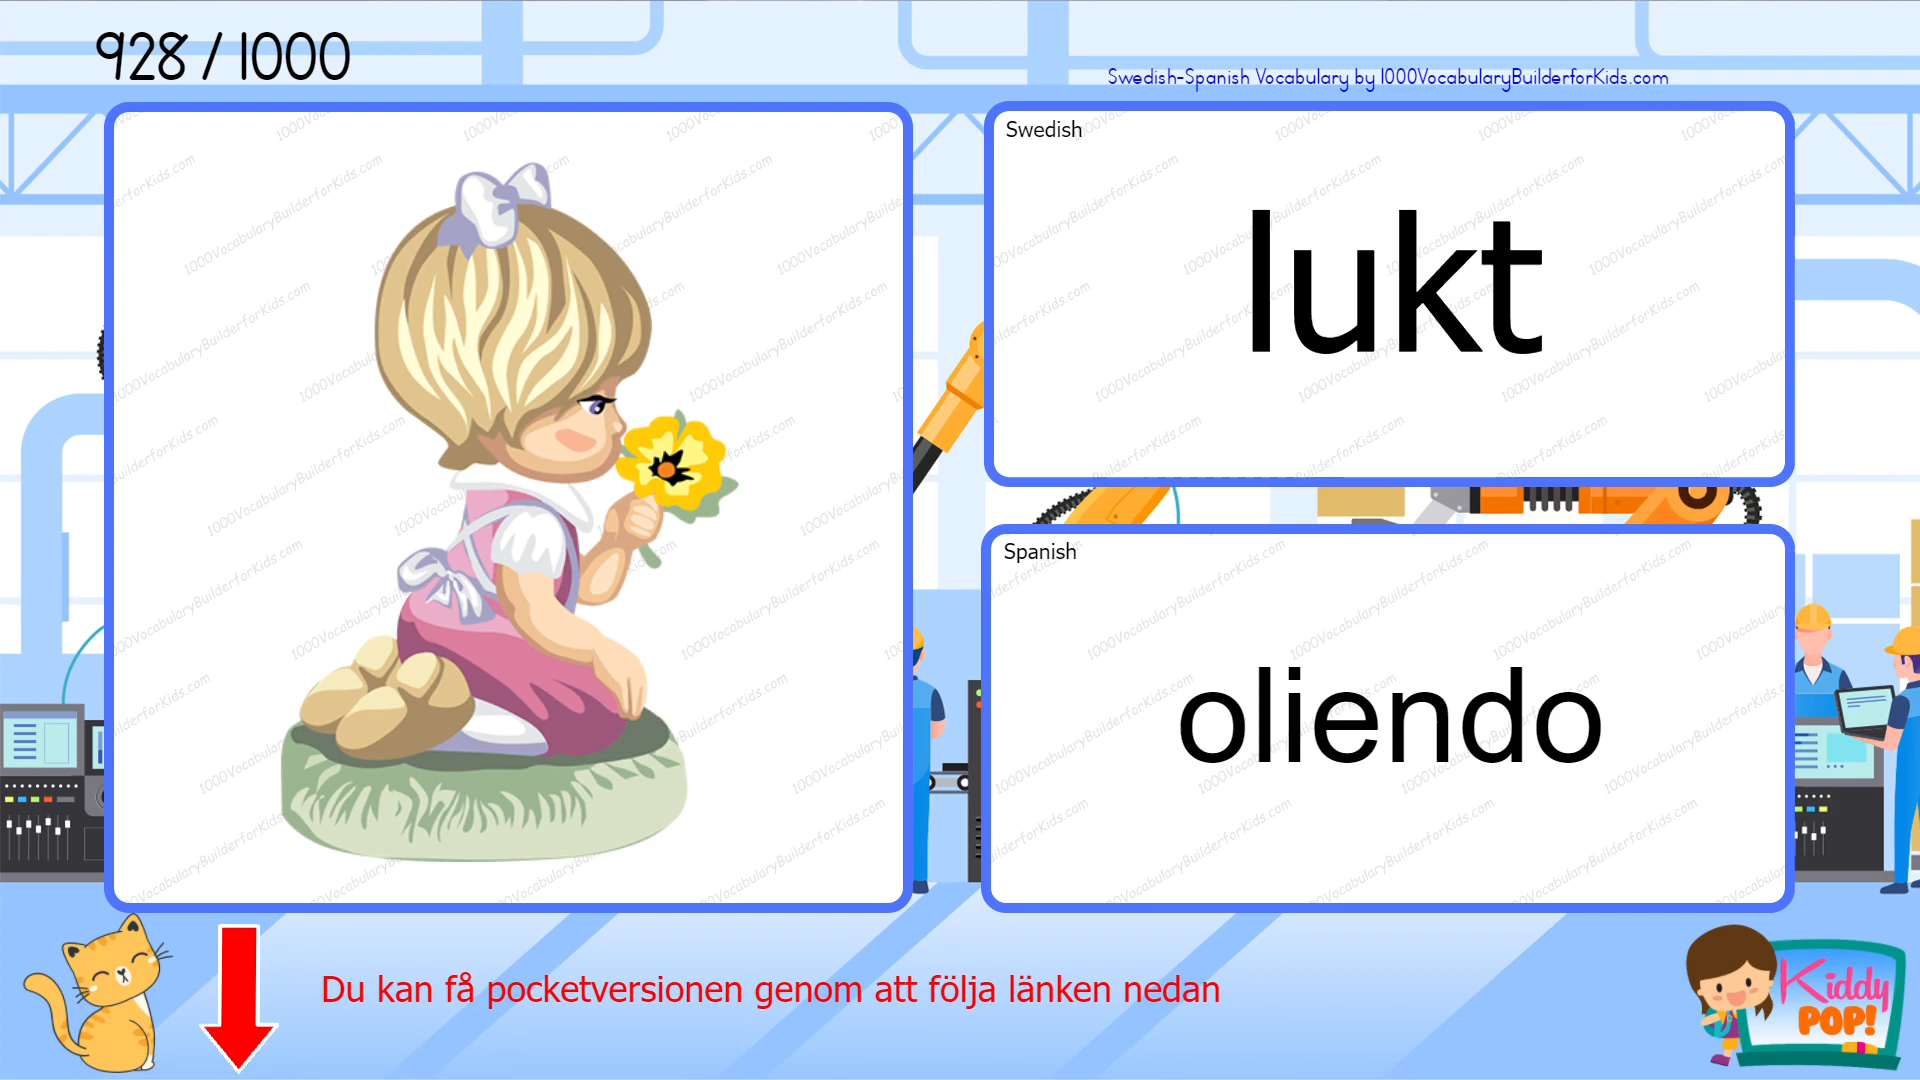 928 / 1000
Swedish-Spanish Vocabulary by 1000VocabularyBuilderforKids.com
Swedish
lukt
Spanish
oliendo
Du kan få pocketversionen genom att följa länken nedan
Kiddy
POP!